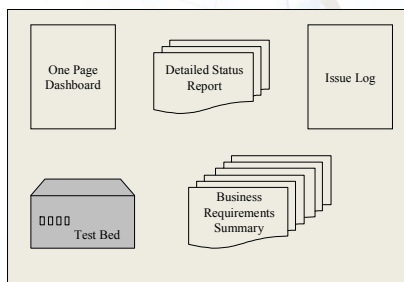 One Page
Dashboard
Detailed Status
Report
Issue Log
Test Bed
Business
Requirements
Summary